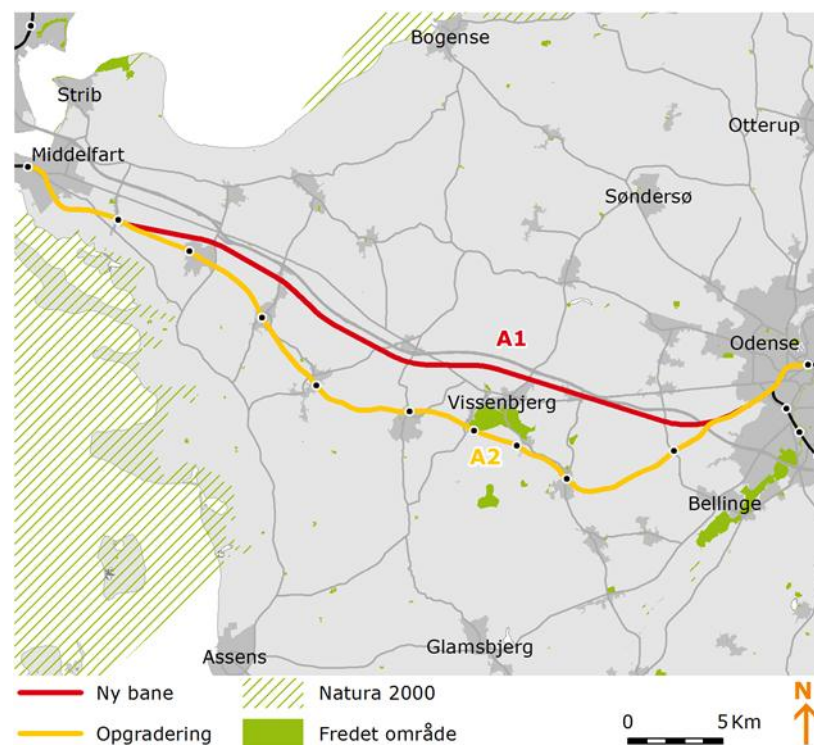 Bogense
Strib
Otterup
Middelfart
Søndersø
A1
Odense
Vissenbjerg
A2
Bellinge
Glamsbjerg
Assens
Ny bane
Natura 2000
N
Opgradering
Fredet område
0 5 Km